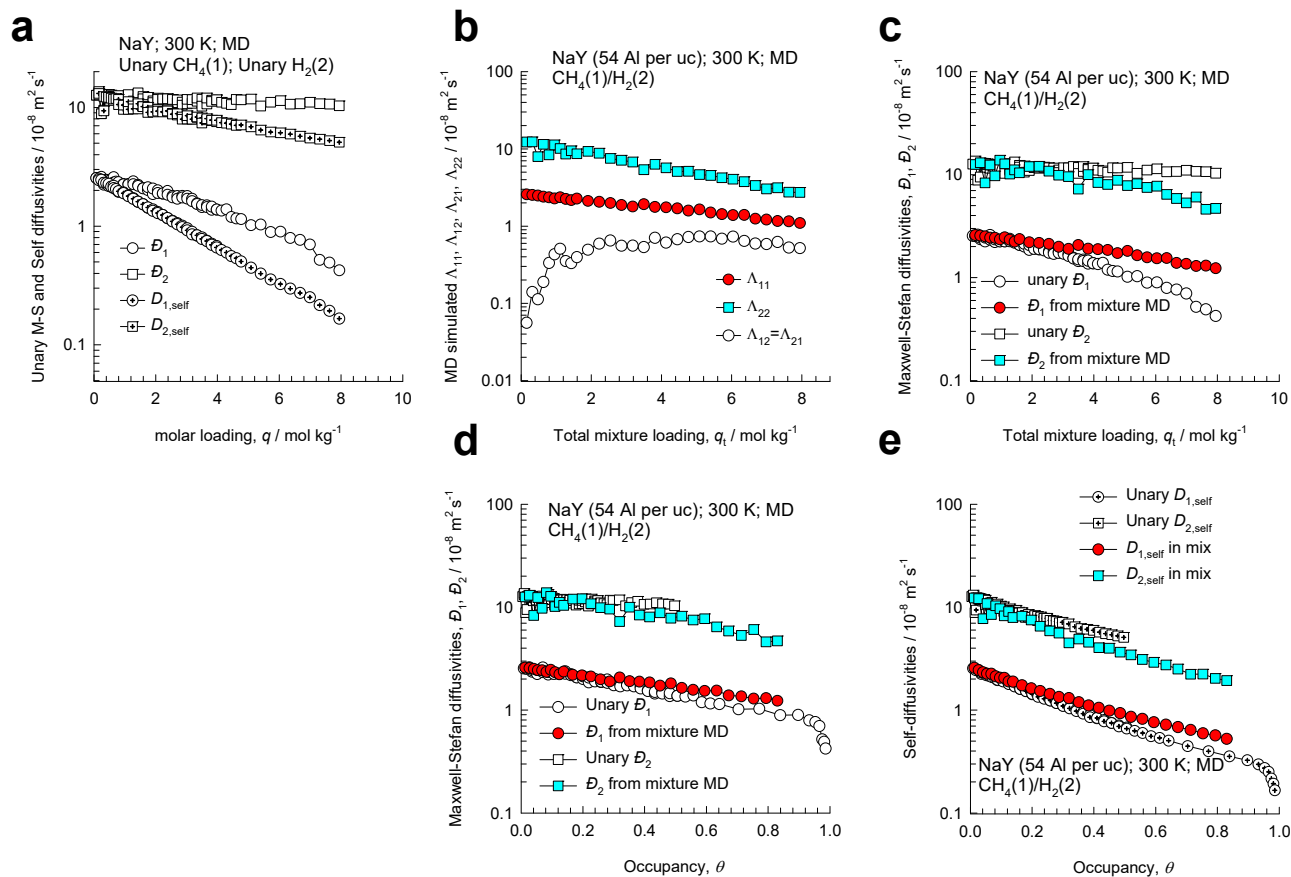 a
NaY; 300 K; MD
Unary CH₄(1); Unary H₂(2)
Unary M-S and Self diffusivities / 10⁻⁸ m² s⁻¹
10
1
0.1
Đ₁
Đ₂
D₁,self
D₂,self
0 2 4 6 8 10
molar loading, q / mol kg⁻¹
b
NaY (54 Al per uc); 300 K; MD
CH₄(1)/H₂(2)
MD simulated Λ₁₁, Λ₁₂, Λ₂₁, Λ₂₂ / 10⁻⁸ m² s⁻¹
100
10
1
0.1
0.01
Λ₁₁
Λ₂₂
Λ₁₂=Λ₂₁
0 2 4 6 8
Total mixture loading, qₜ / mol kg⁻¹
c
NaY (54 Al per uc); 300 K; MD
CH₄(1)/H₂(2)
Maxwell-Stefan diffusivities, Đ₁, Đ₂ / 10⁻⁸ m² s⁻¹
100
10
1
0.1
unary Đ₁
Đ₁ from mixture MD
unary Đ₂
Đ₂ from mixture MD
0 2 4 6 8 10
Total mixture loading, qₜ / mol kg⁻¹
d
NaY (54 Al per uc); 300 K; MD
CH₄(1)/H₂(2)
Maxwell-Stefan diffusivities, Đ₁, Đ₂ / 10⁻⁸ m² s⁻¹
100
10
1
0.1
Unary Đ₁
Đ₁ from mixture MD
Unary Đ₂
Đ₂ from mixture MD
0.0 0.2 0.4 0.6 0.8 1.0
Occupancy, θ
e
Unary D₁,self
Unary D₂,self
D₁,self in mix
D₂,self in mix
Self-diffusivities / 10⁻⁸ m² s⁻¹
100
10
1
0.1
NaY (54 Al per uc); 300 K; MD
CH₄(1)/H₂(2)
0.0 0.2 0.4 0.6 0.8 1.0
Occupancy, θ